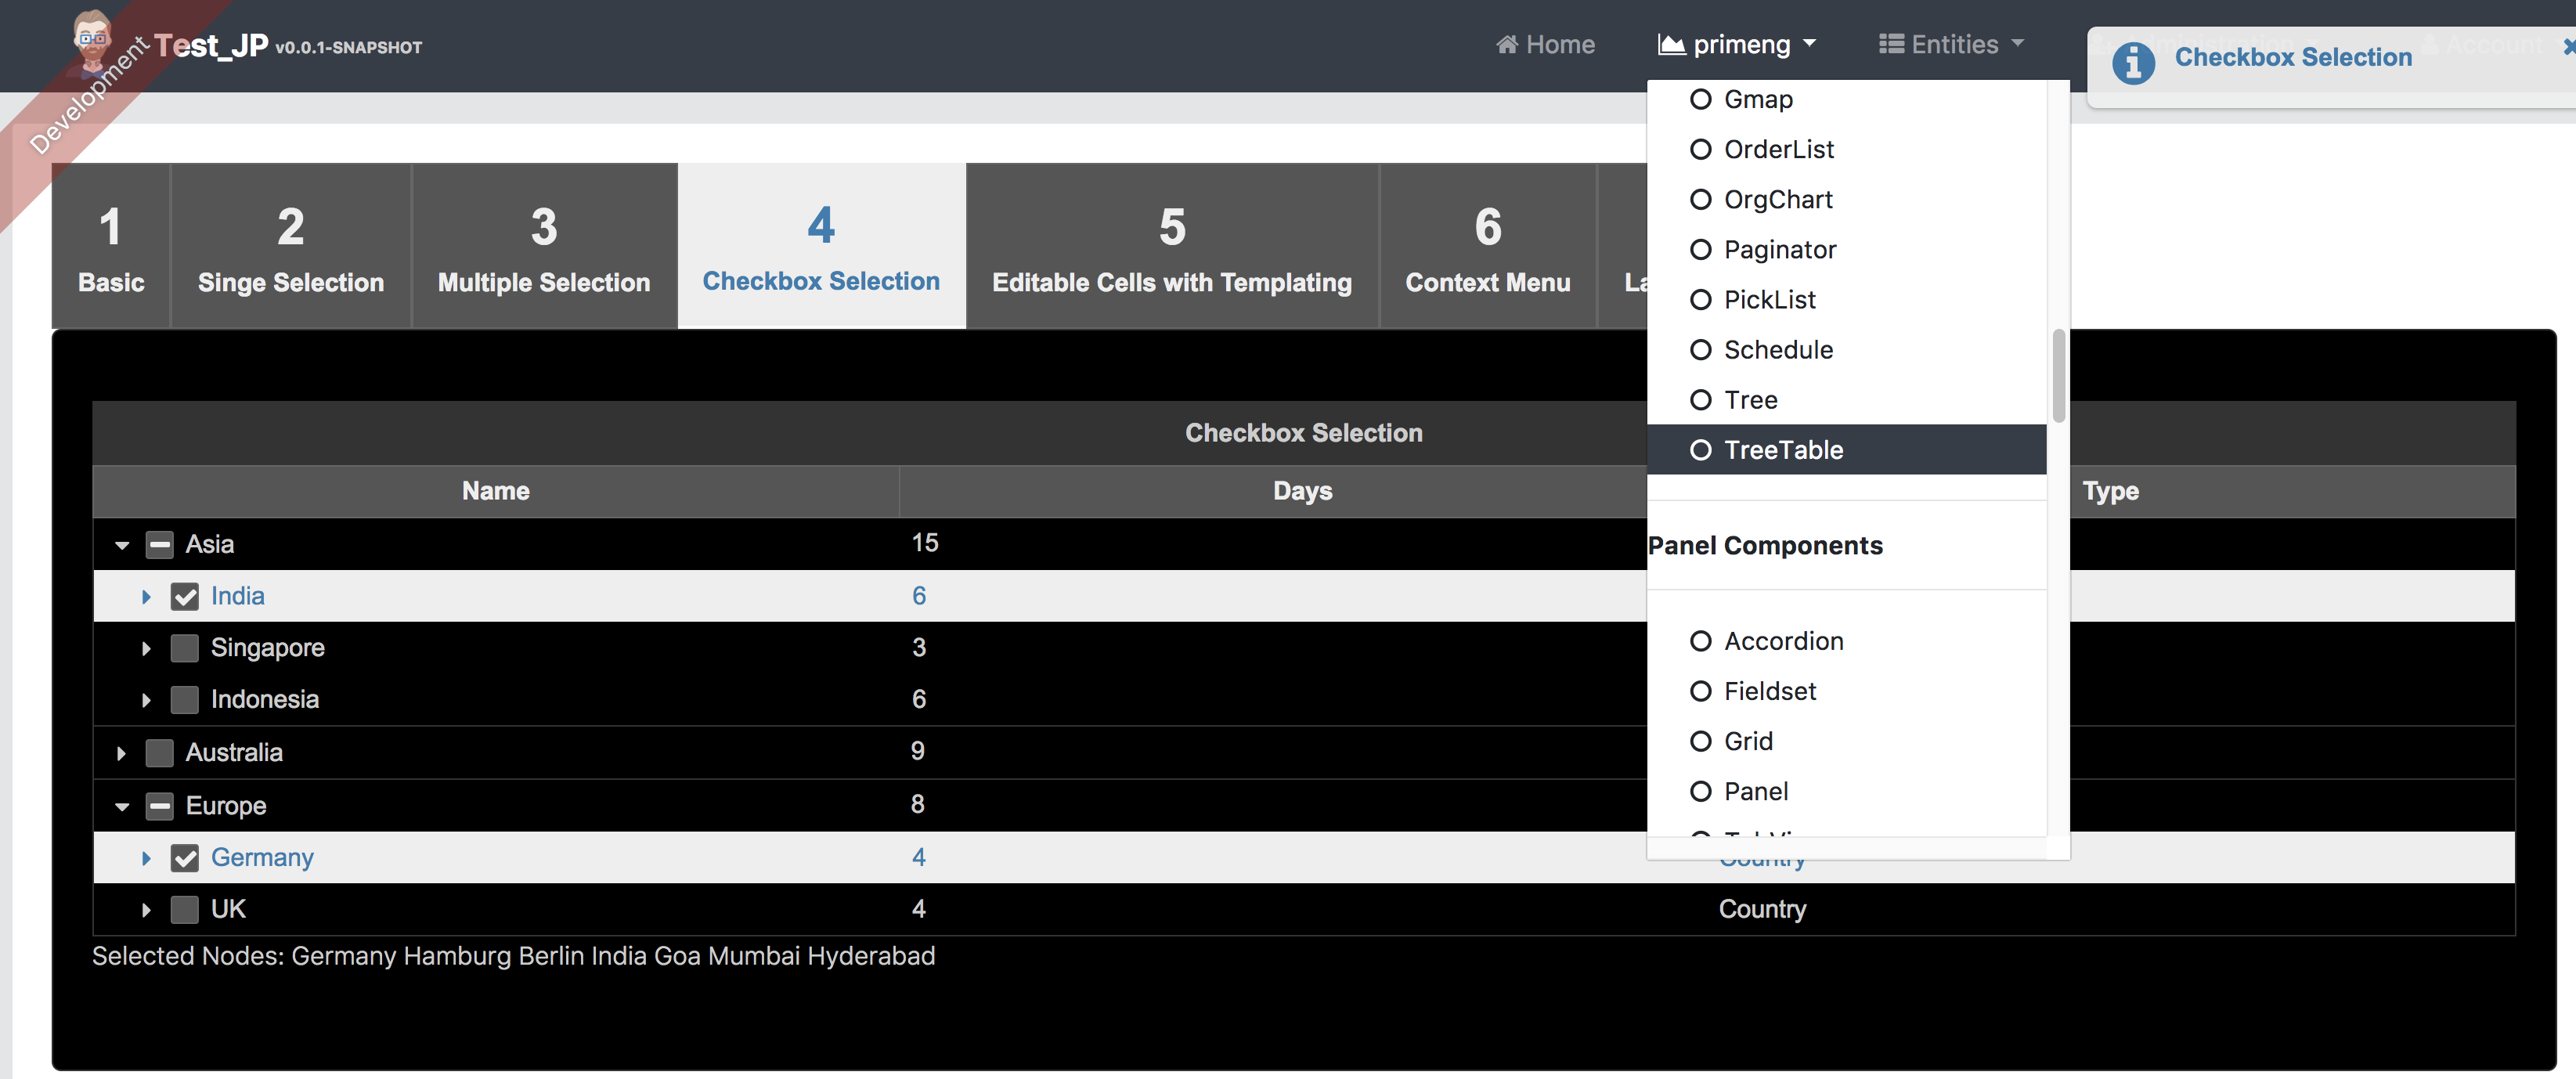 Test_JP v0.0.1-SNAPSHOT
Home
primeng
Entities
Account
Checkbox Selection
Development
Gmap
OrderList
OrgChart
Paginator
PickList
Schedule
Tree
TreeTable
Panel Components
Accordion
Fieldset
Grid
Panel
1
Basic
2
Singe Selection
3
Multiple Selection
4
Checkbox Selection
5
Editable Cells with Templating
6
Context Menu
Checkbox Selection
Name Days Type
Asia 15
India 6
Singapore 3
Indonesia 6
Australia 9
Europe 8
Germany 4 Country
UK 4 Country
Selected Nodes: Germany Hamburg Berlin India Goa Mumbai Hyderabad